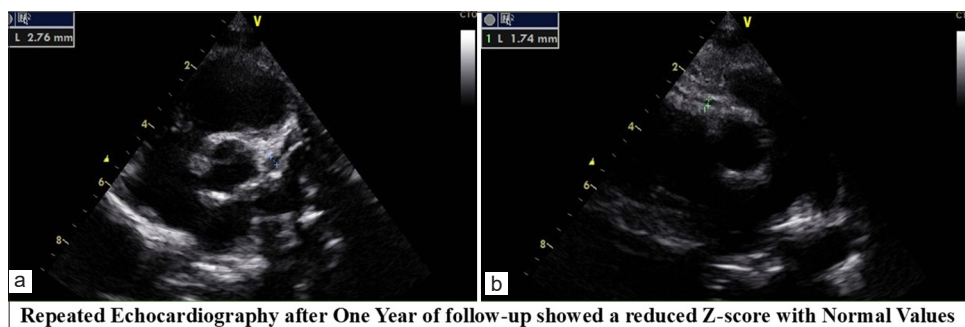 V
L 2.76 mm
2
4
6
8
a
V
1 L 1.74 mm
2
4
6
8
b
Repeated Echocardiography after One Year of follow-up showed a reduced Z-score with Normal Values